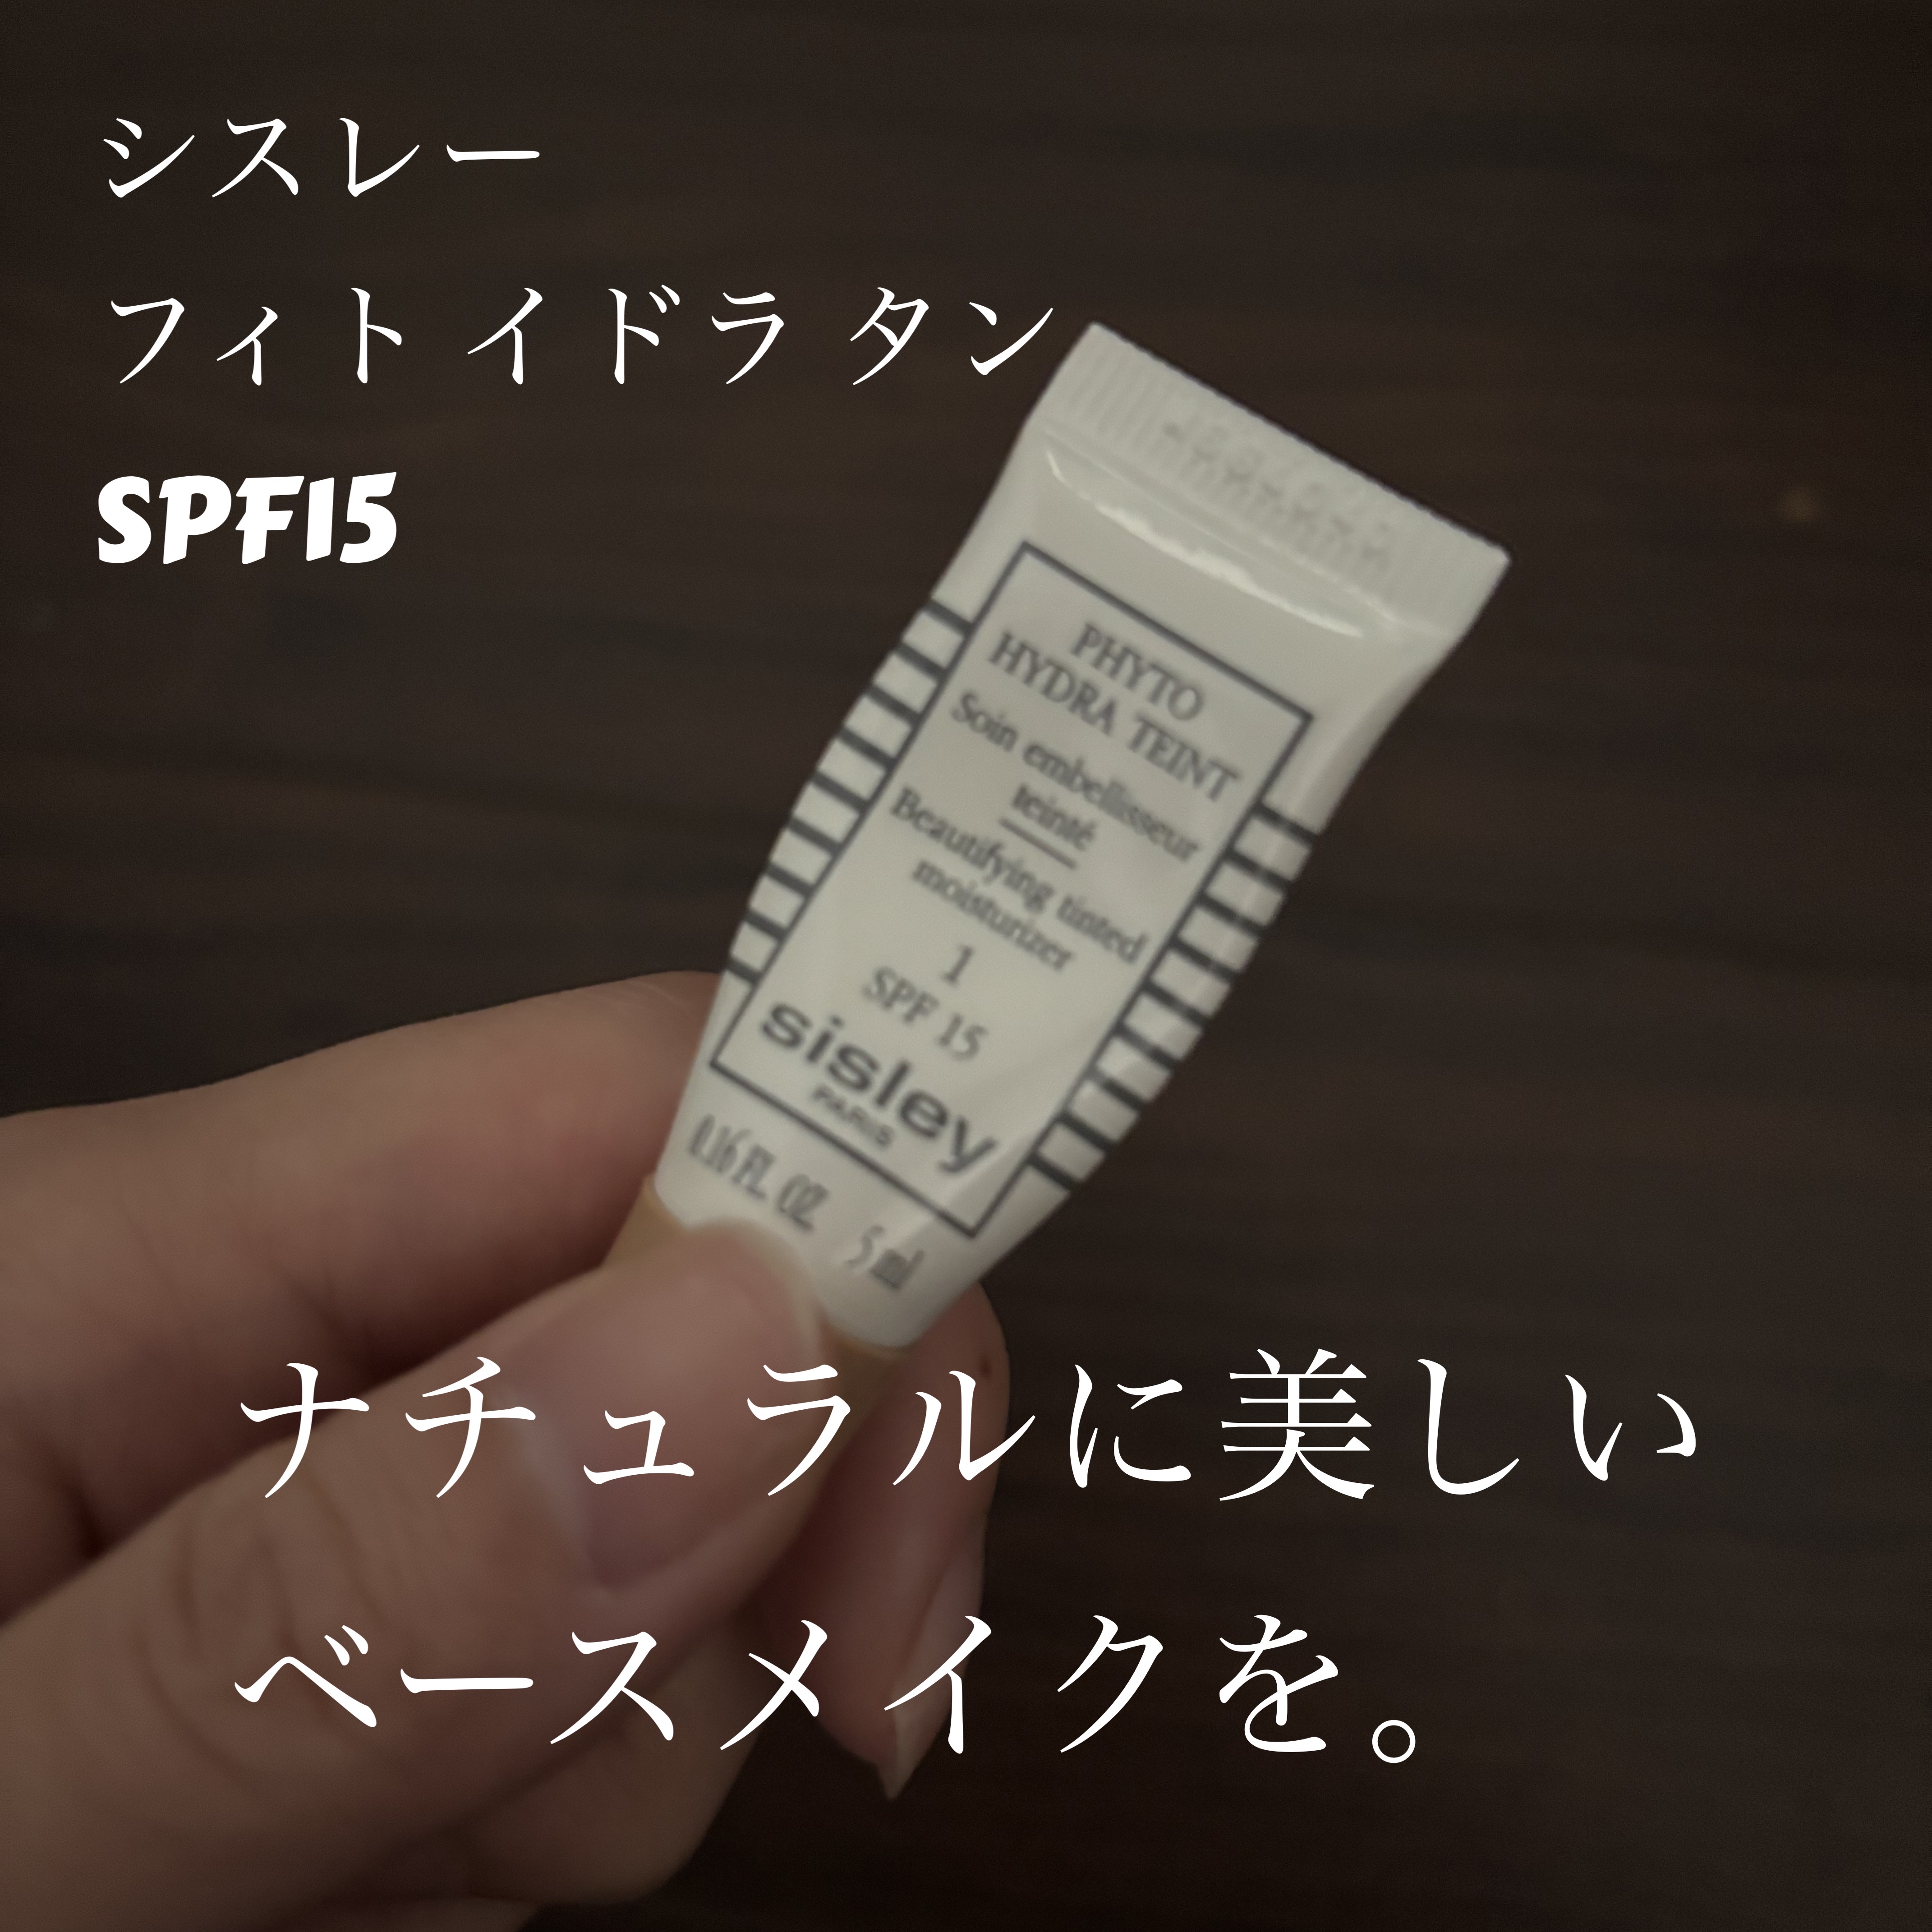 シスレー
フィト イドラ タン
SPF15
PHYTO
HYDRA TEINT
Soin embellisseur
teinté
Beautifying tinted
moisturizer
1
SPF 15
sisley
PARIS
0.16 FL. OZ 5 ml
ナチュラルに美しい
ベースメイクを。